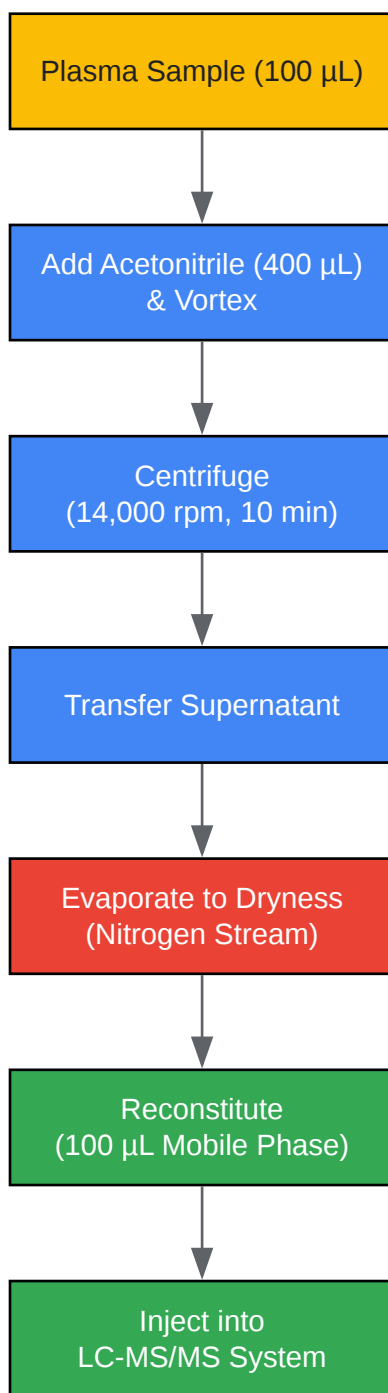 Plasma Sample (100 µL)
Add Acetonitrile (400 µL)
& Vortex
Centrifuge
(14,000 rpm, 10 min)
Transfer Supernatant
Evaporate to Dryness
(Nitrogen Stream)
Reconstitute
(100 µL Mobile Phase)
Inject into
LC-MS/MS System